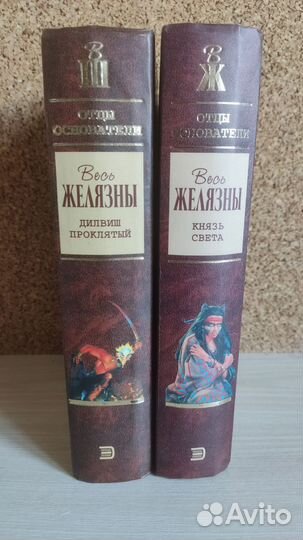 В
Ш
ОТЦЫ
ОСНОВАТЕЛИ
Весь
ЖЕЛЯЗНЫ
ДИЛВИШ
ПРОКЛЯТЫЙ
Э
В
Ж
ОТЦЫ
ОСНОВАТЕЛИ
Весь
ЖЕЛЯЗНЫ
КНЯЗЬ
СВЕТА
Э
Avito